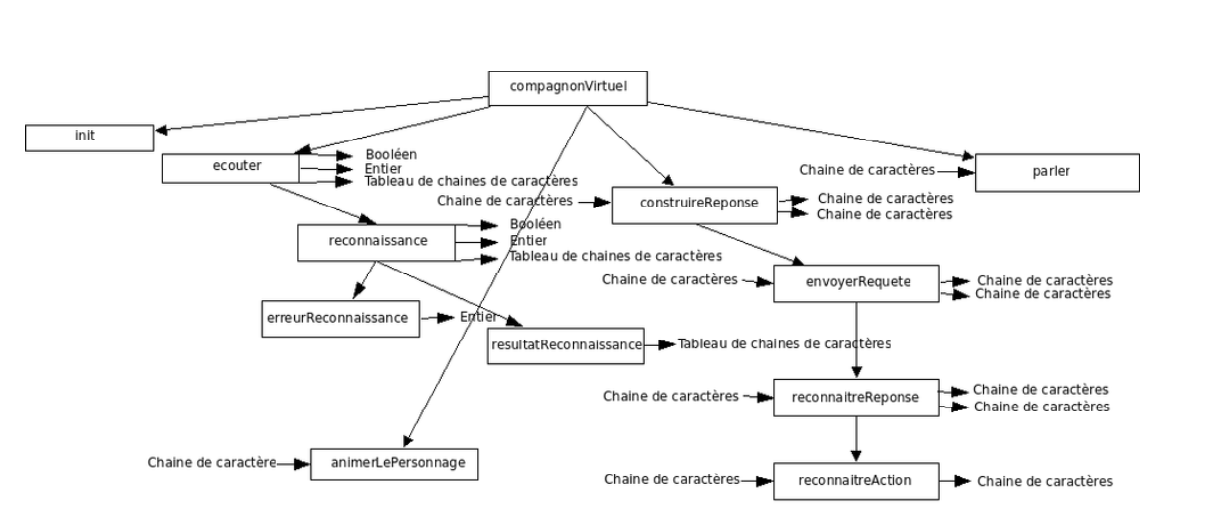 compagnonVirtuel
init
ecouter
Booléen
Entier
Tableau de chaines de caractères
Chaine de caractères
parler
Chaine de caractères
construireReponse
Chaine de caractères
Chaine de caractères
reconnaissance
Booléen
Entier
Tableau de chaines de caractères
Chaine de caractères
envoyerRequete
Chaine de caractères
Chaine de caractères
erreurReconnaissance
Entier
resultatReconnaissance
Tableau de chaines de caractères
Chaine de caractères
reconnaitreReponse
Chaine de caractères
Chaine de caractères
Chaine de caractère
animerLePersonnage
Chaine de caractères
reconnaitreAction
Chaine de caractères